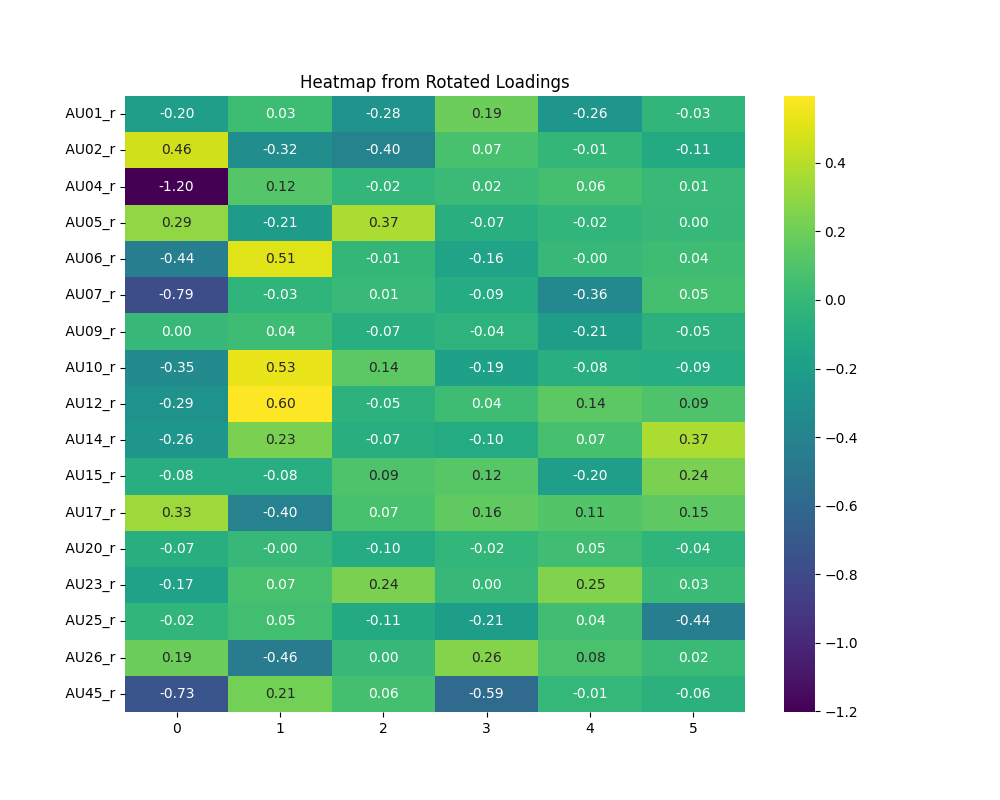 Heatmap from Rotated Loadings
AU01_r -0.20 0.03 -0.28 0.19 -0.26 -0.03
AU02_r 0.46 -0.32 -0.40 0.07 -0.01 -0.11
AU04_r -1.20 0.12 -0.02 0.02 0.06 0.01
AU05_r 0.29 -0.21 0.37 -0.07 -0.02 0.00
AU06_r -0.44 0.51 -0.01 -0.16 -0.00 0.04
AU07_r -0.79 -0.03 0.01 -0.09 -0.36 0.05
AU09_r 0.00 0.04 -0.07 -0.04 -0.21 -0.05
AU10_r -0.35 0.53 0.14 -0.19 -0.08 -0.09
AU12_r -0.29 0.60 -0.05 0.04 0.14 0.09
AU14_r -0.26 0.23 -0.07 -0.10 0.07 0.37
AU15_r -0.08 -0.08 0.09 0.12 -0.20 0.24
AU17_r 0.33 -0.40 0.07 0.16 0.11 0.15
AU20_r -0.07 -0.00 -0.10 -0.02 0.05 -0.04
AU23_r -0.17 0.07 0.24 0.00 0.25 0.03
AU25_r -0.02 0.05 -0.11 -0.21 0.04 -0.44
AU26_r 0.19 -0.46 0.00 0.26 0.08 0.02
AU45_r -0.73 0.21 0.06 -0.59 -0.01 -0.06
0 1 2 3 4 5
0.4
0.2
0.0
−0.2
−0.4
−0.6
−0.8
−1.0
−1.2